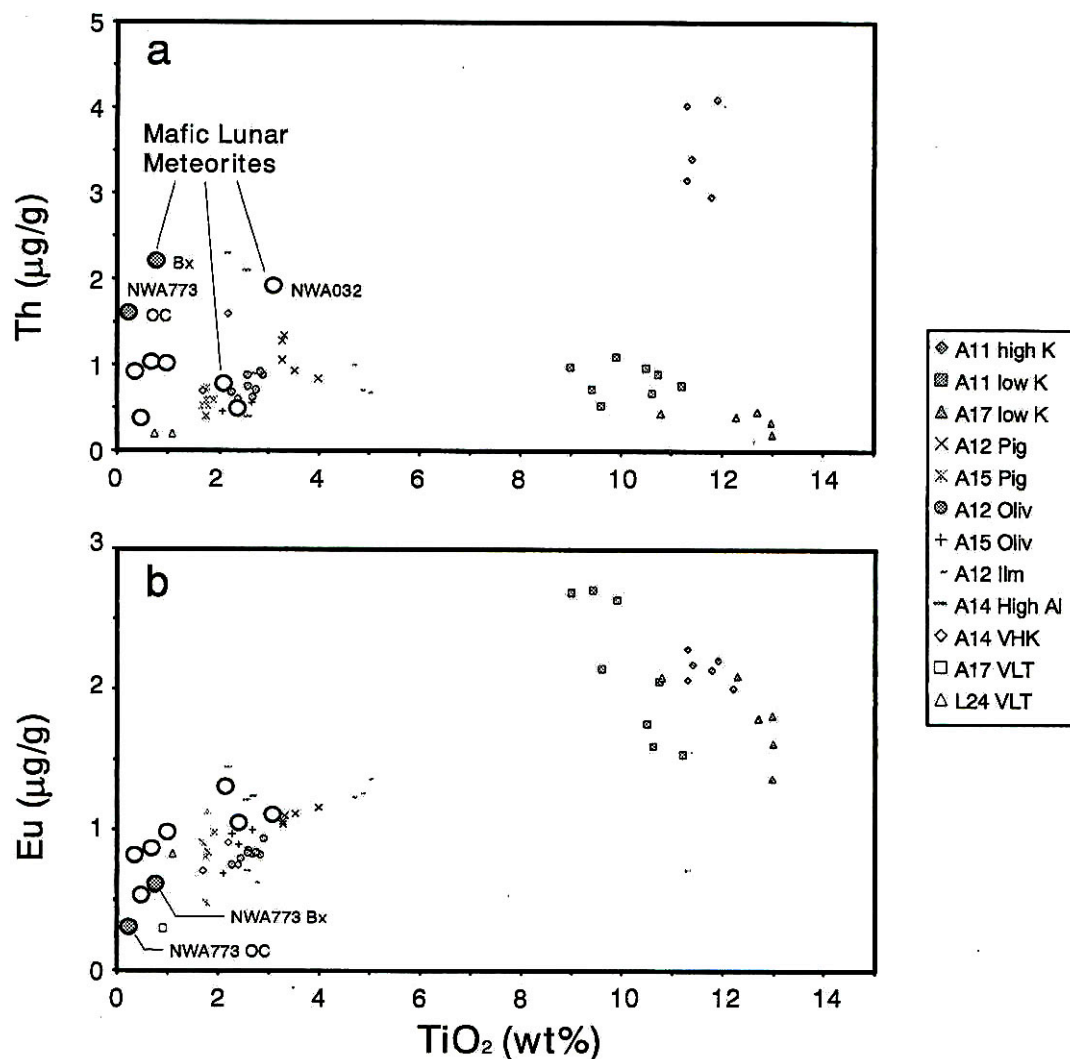 a
5
4
3
2
1
0
Th (µg/g)
Mafic Lunar
Meteorites
Bx
NWA773
OC
NWA032
0 2 4 6 8 10 12 14
b
3
2
1
0
Eu (µg/g)
NWA773 Bx
NWA773 OC
0 2 4 6 8 10 12 14
TiO₂ (wt%)
A11 high K
A11 low K
A17 low K
A12 Pig
A15 Pig
A12 Oliv
A15 Oliv
A12 Ilm
A14 High Al
A14 VHK
A17 VLT
L24 VLT